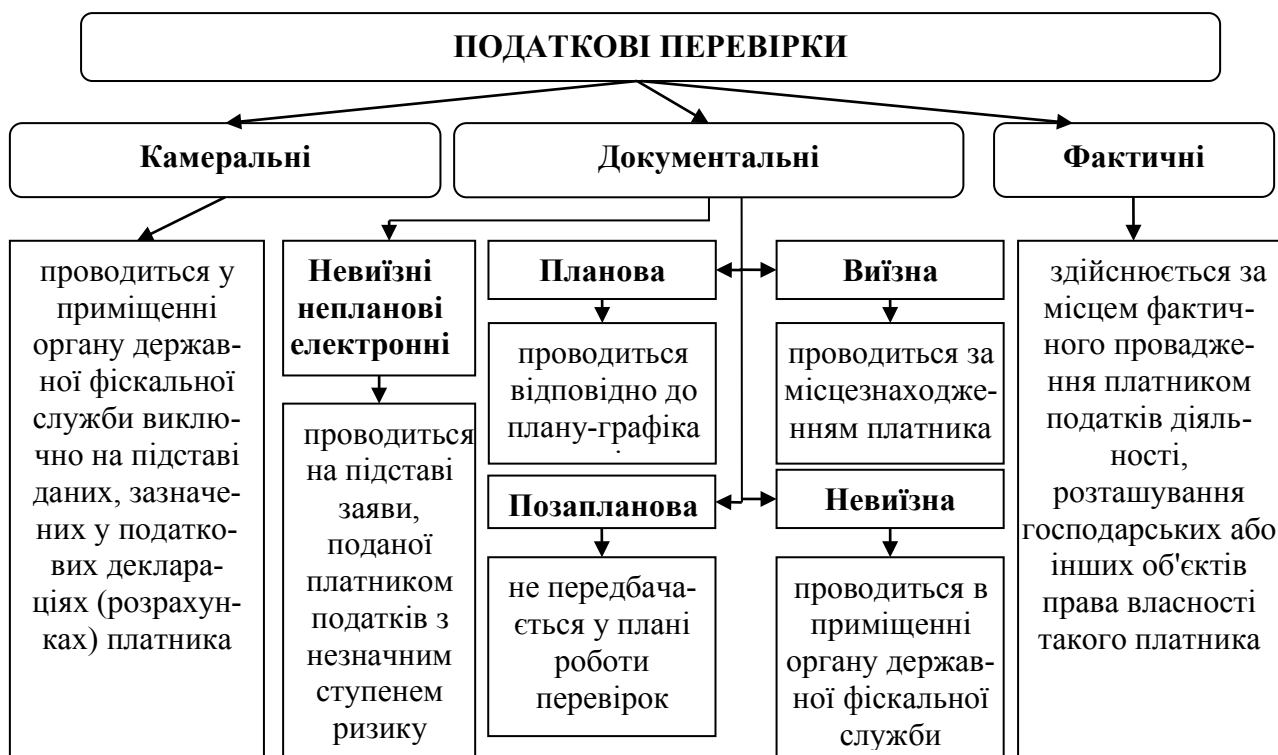 ПОДАТКОВІ ПЕРЕВІРКИ
Камеральні
Документальні
Фактичні
проводиться у
приміщенні
органу держав-
ної фіскальної
служби виклю-
чно на підставі
даних, зазначе-
них у податко-
вих деклара-
ціях (розрахун-
ках) платника
Невиїзні
непланові
електронні
проводиться
на підставі
заяви,
поданої
платником
податків з
незначним
ступенем
ризику
Планова
проводиться
відповідно до
плану-графіка
Позапланова
не передбача-
ється у плані
роботи
перевірок
Виїзна
проводиться за
місцезнаходже-
нням платника
Невиїзна
проводиться в
приміщенні
органу держав-
ної фіскальної
служби
здійснюється за
місцем фактич-
ного провадже-
ння платником
податків діяль-
ності,
розташування
господарських або
інших об'єктів
права власності
такого платника